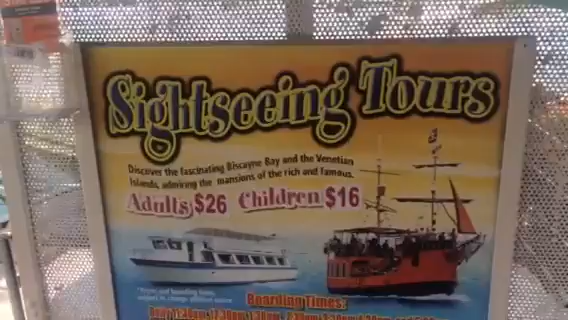 Sightseeing Tours
Discover the fascinating Biscayne Bay and the Venetian
Islands, admiring the mansions of the rich and famous.
Adults $26 Children $16
Boarding Times: